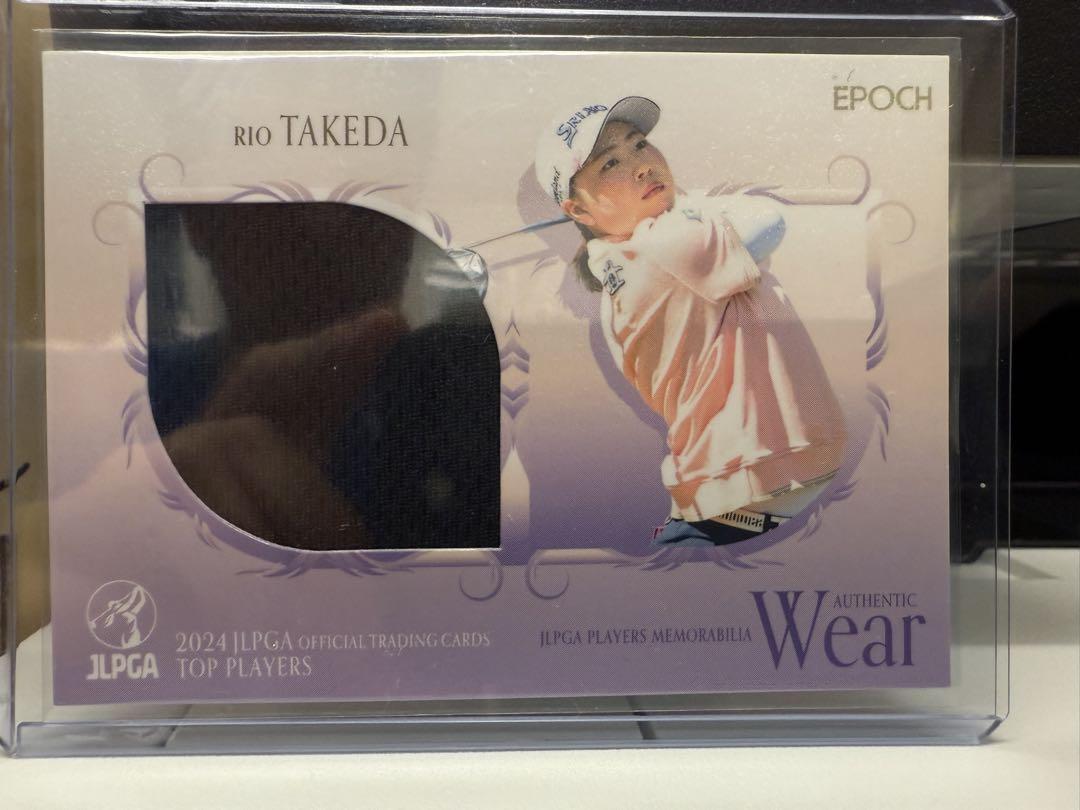 EPOCH
RIO TAKEDA
SRIXON
JLPGA
2024 JLPGA OFFICIAL TRADING CARDS
TOP PLAYERS
JLPGA PLAYERS MEMORABILIA
AUTHENTIC
Wear